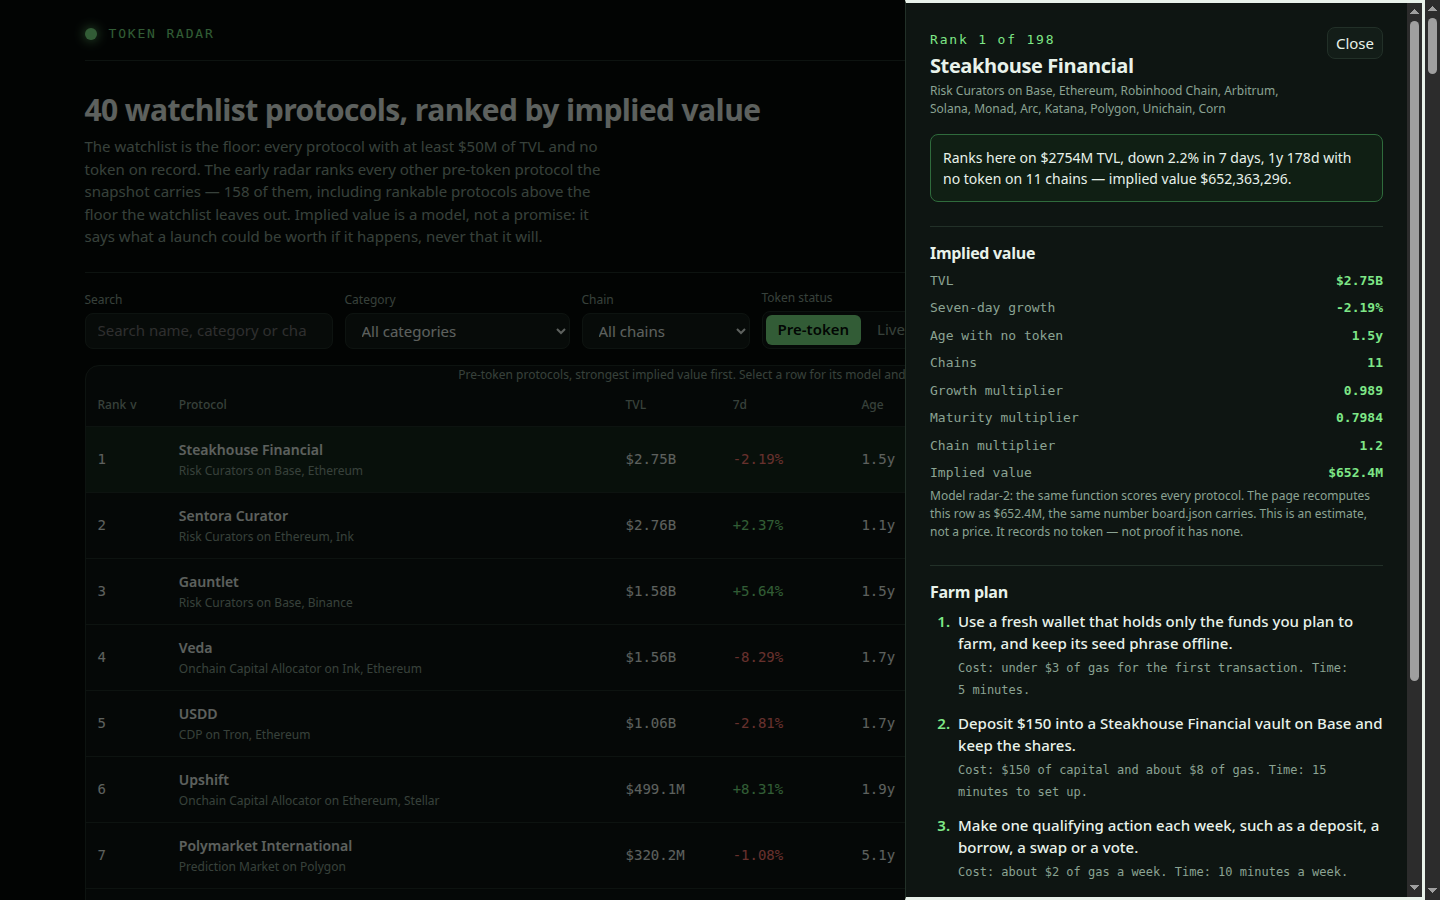 TOKEN RADAR
40 watchlist protocols, ranked by implied value
The watchlist is the floor: every protocol with at least $50M of TVL and no
token on record. The early radar ranks every other pre-token protocol the
snapshot carries — 158 of them, including rankable protocols above the
floor the watchlist leaves out. Implied value is a model, not a promise: it
says what a launch could be worth if it happens, never that it will.
Search
Category
Chain
Token status
Search name, category or cha
All categories
All chains
Pre-token
Live
Pre-token protocols, strongest implied value first. Select a row for its model and
Rank v Protocol TVL 7d Age
1 Steakhouse Financial $2.75B -2.19% 1.5y
Risk Curators on Base, Ethereum
2 Sentora Curator $2.76B +2.37% 1.1y
Risk Curators on Ethereum, Ink
3 Gauntlet $1.58B +5.64% 1.5y
Risk Curators on Base, Binance
4 Veda $1.56B -8.29% 1.7y
Onchain Capital Allocator on Ink, Ethereum
5 USDD $1.06B -2.81% 1.7y
CDP on Tron, Ethereum
6 Upshift $499.1M +8.31% 1.9y
Onchain Capital Allocator on Ethereum, Stellar
7 Polymarket International $320.2M -1.08% 5.1y
Prediction Market on Polygon
Rank 1 of 198
Close
Steakhouse Financial
Risk Curators on Base, Ethereum, Robinhood Chain, Arbitrum,
Solana, Monad, Arc, Katana, Polygon, Unichain, Corn
Ranks here on $2754M TVL, down 2.2% in 7 days, 1y 178d with
no token on 11 chains — implied value $652,363,296.
Implied value
TVL $2.75B
Seven-day growth -2.19%
Age with no token 1.5y
Chains 11
Growth multiplier 0.989
Maturity multiplier 0.7984
Chain multiplier 1.2
Implied value $652.4M
Model radar-2: the same function scores every protocol. The page recomputes
this row as $652.4M, the same number board.json carries. This is an estimate,
not a price. It records no token — not proof it has none.
Farm plan
1. Use a fresh wallet that holds only the funds you plan to
farm, and keep its seed phrase offline.
Cost: under $3 of gas for the first transaction. Time:
5 minutes.
2. Deposit $150 into a Steakhouse Financial vault on Base and
keep the shares.
Cost: $150 of capital and about $8 of gas. Time: 15
minutes to set up.
3. Make one qualifying action each week, such as a deposit, a
borrow, a swap or a vote.
Cost: about $2 of gas a week. Time: 10 minutes a week.